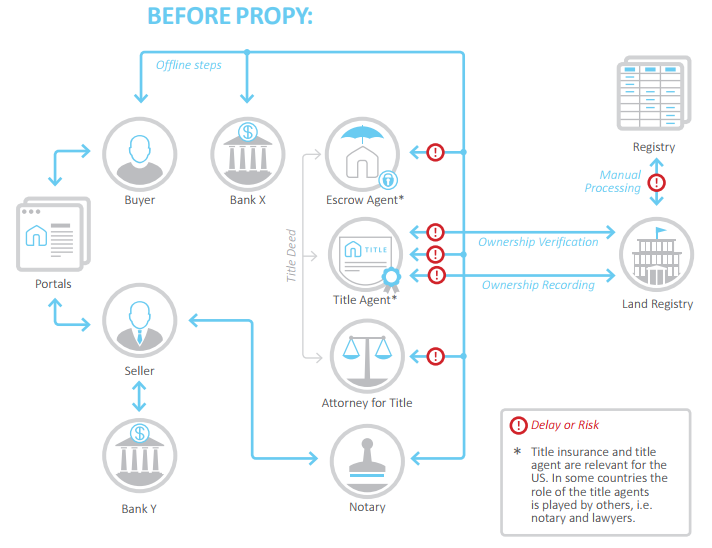 BEFORE PROPY:
Offline steps
Buyer
Bank X
Escrow Agent*
Registry
Manual
Processing
Portals
Title Deed
TITLE
Title Agent*
Ownership Verification
Ownership Recording
Land Registry
Seller
Attorney for Title
Bank Y
Notary
Delay or Risk
* Title insurance and title
agent are relevant for the
US. In some countries the
role of the title agents
is played by others, i.e.
notary and lawyers.